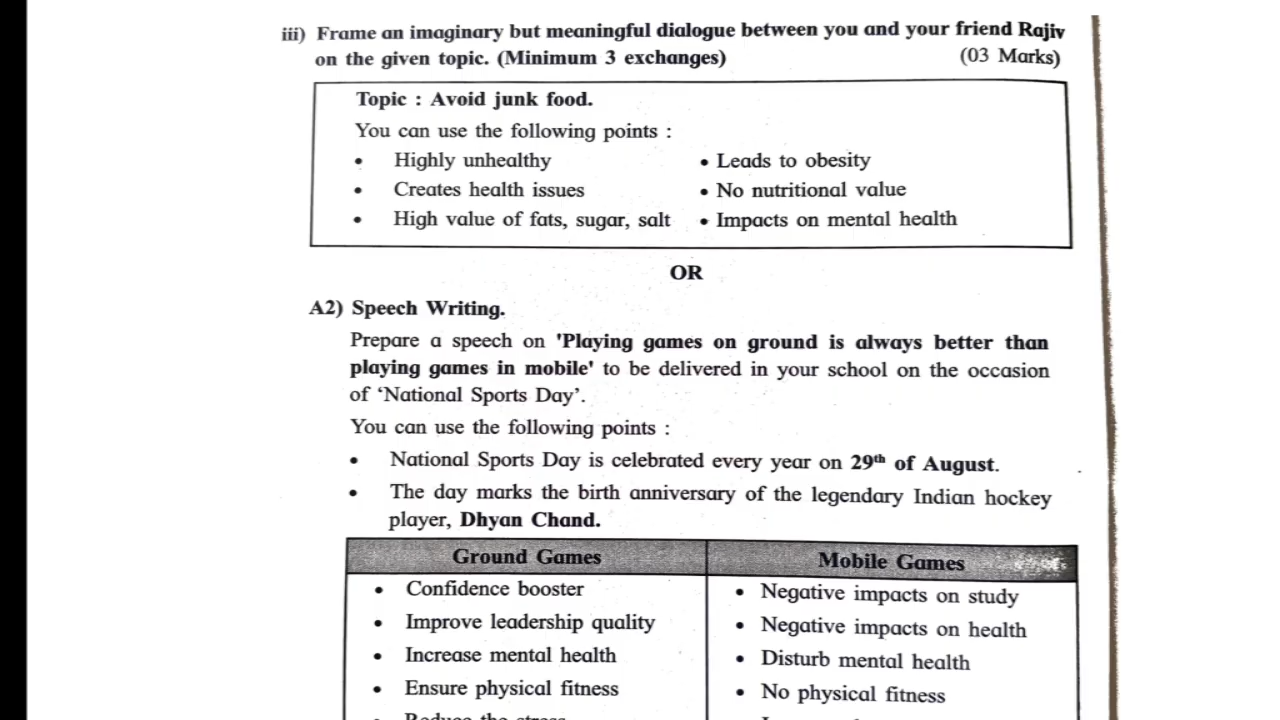 iii) Frame an imaginary but meaningful dialogue between you and your friend Rajiv
on the given topic. (Minimum 3 exchanges) (03 Marks)
Topic : Avoid junk food.
You can use the following points :
• Highly unhealthy • Leads to obesity
• Creates health issues • No nutritional value
• High value of fats, sugar, salt • Impacts on mental health
OR
A2) Speech Writing.
Prepare a speech on 'Playing games on ground is always better than
playing games in mobile' to be delivered in your school on the occasion
of ‘National Sports Day’.
You can use the following points :
• National Sports Day is celebrated every year on 29th of August.
• The day marks the birth anniversary of the legendary Indian hockey
player, Dhyan Chand.
Ground Games Mobile Games
• Confidence booster • Negative impacts on study
• Improve leadership quality • Negative impacts on health
• Increase mental health • Disturb mental health
• Ensure physical fitness • No physical fitness
Reduce the stress